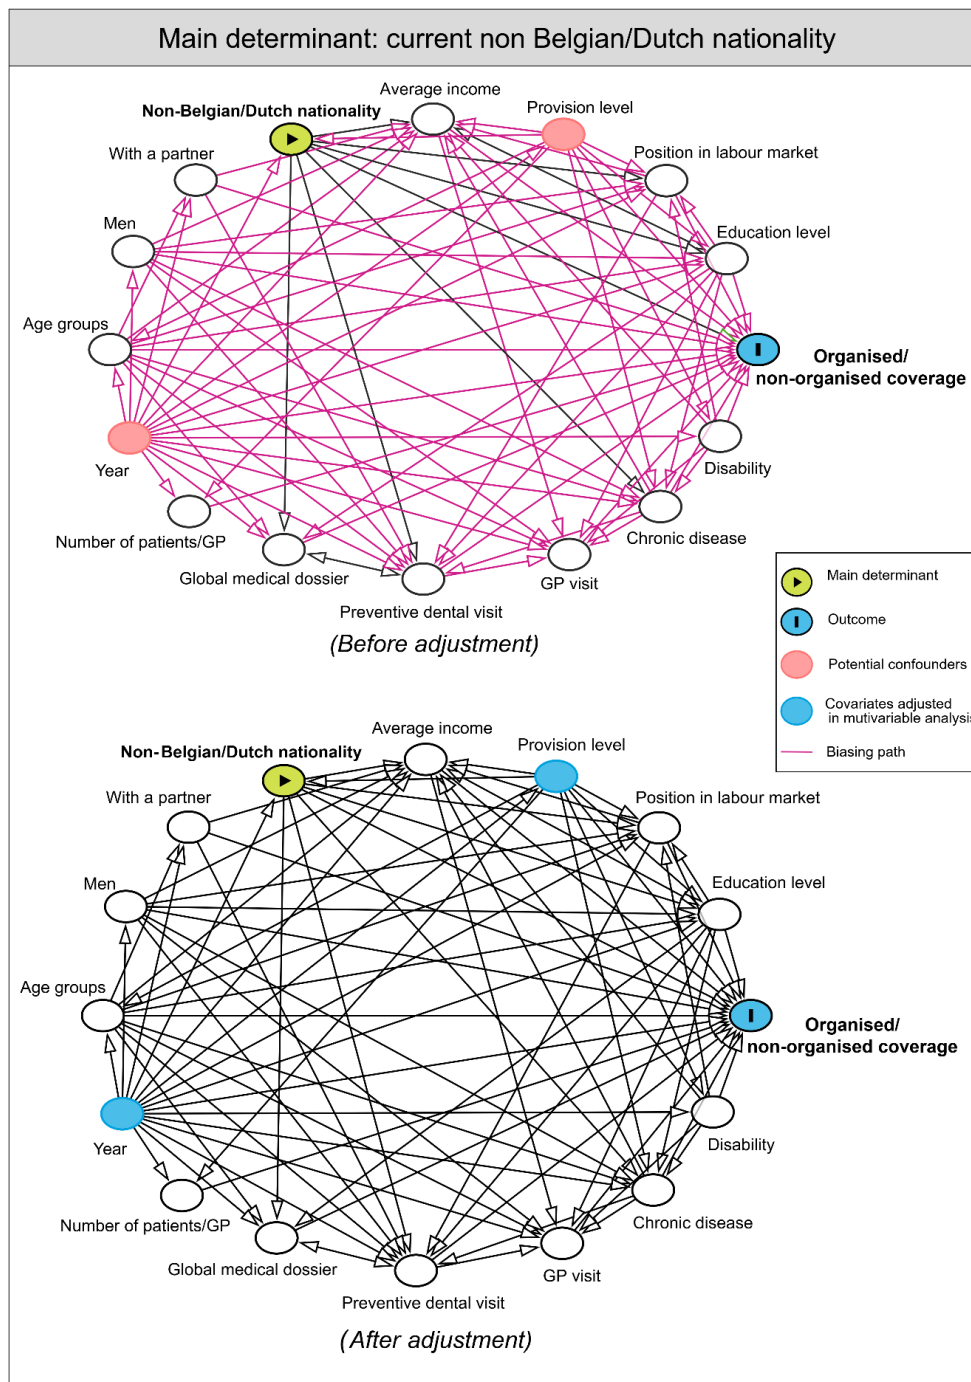 Main determinant: current non Belgian/Dutch nationality
Average income
Non-Belgian/Dutch nationality
Provision level
With a partner
Position in labour market
Men
Education level
Age groups
Organised/
non-organised coverage
Year
Disability
Number of patients/GP
Chronic disease
Global medical dossier
GP visit
Preventive dental visit
(Before adjustment)
Main determinant
Outcome
Potential confounders
Covariates adjusted
in mutivariable analysis
Biasing path
Average income
Non-Belgian/Dutch nationality
Provision level
With a partner
Position in labour market
Men
Education level
Age groups
Organised/
non-organised coverage
Year
Disability
Number of patients/GP
Chronic disease
Global medical dossier
GP visit
Preventive dental visit
(After adjustment)